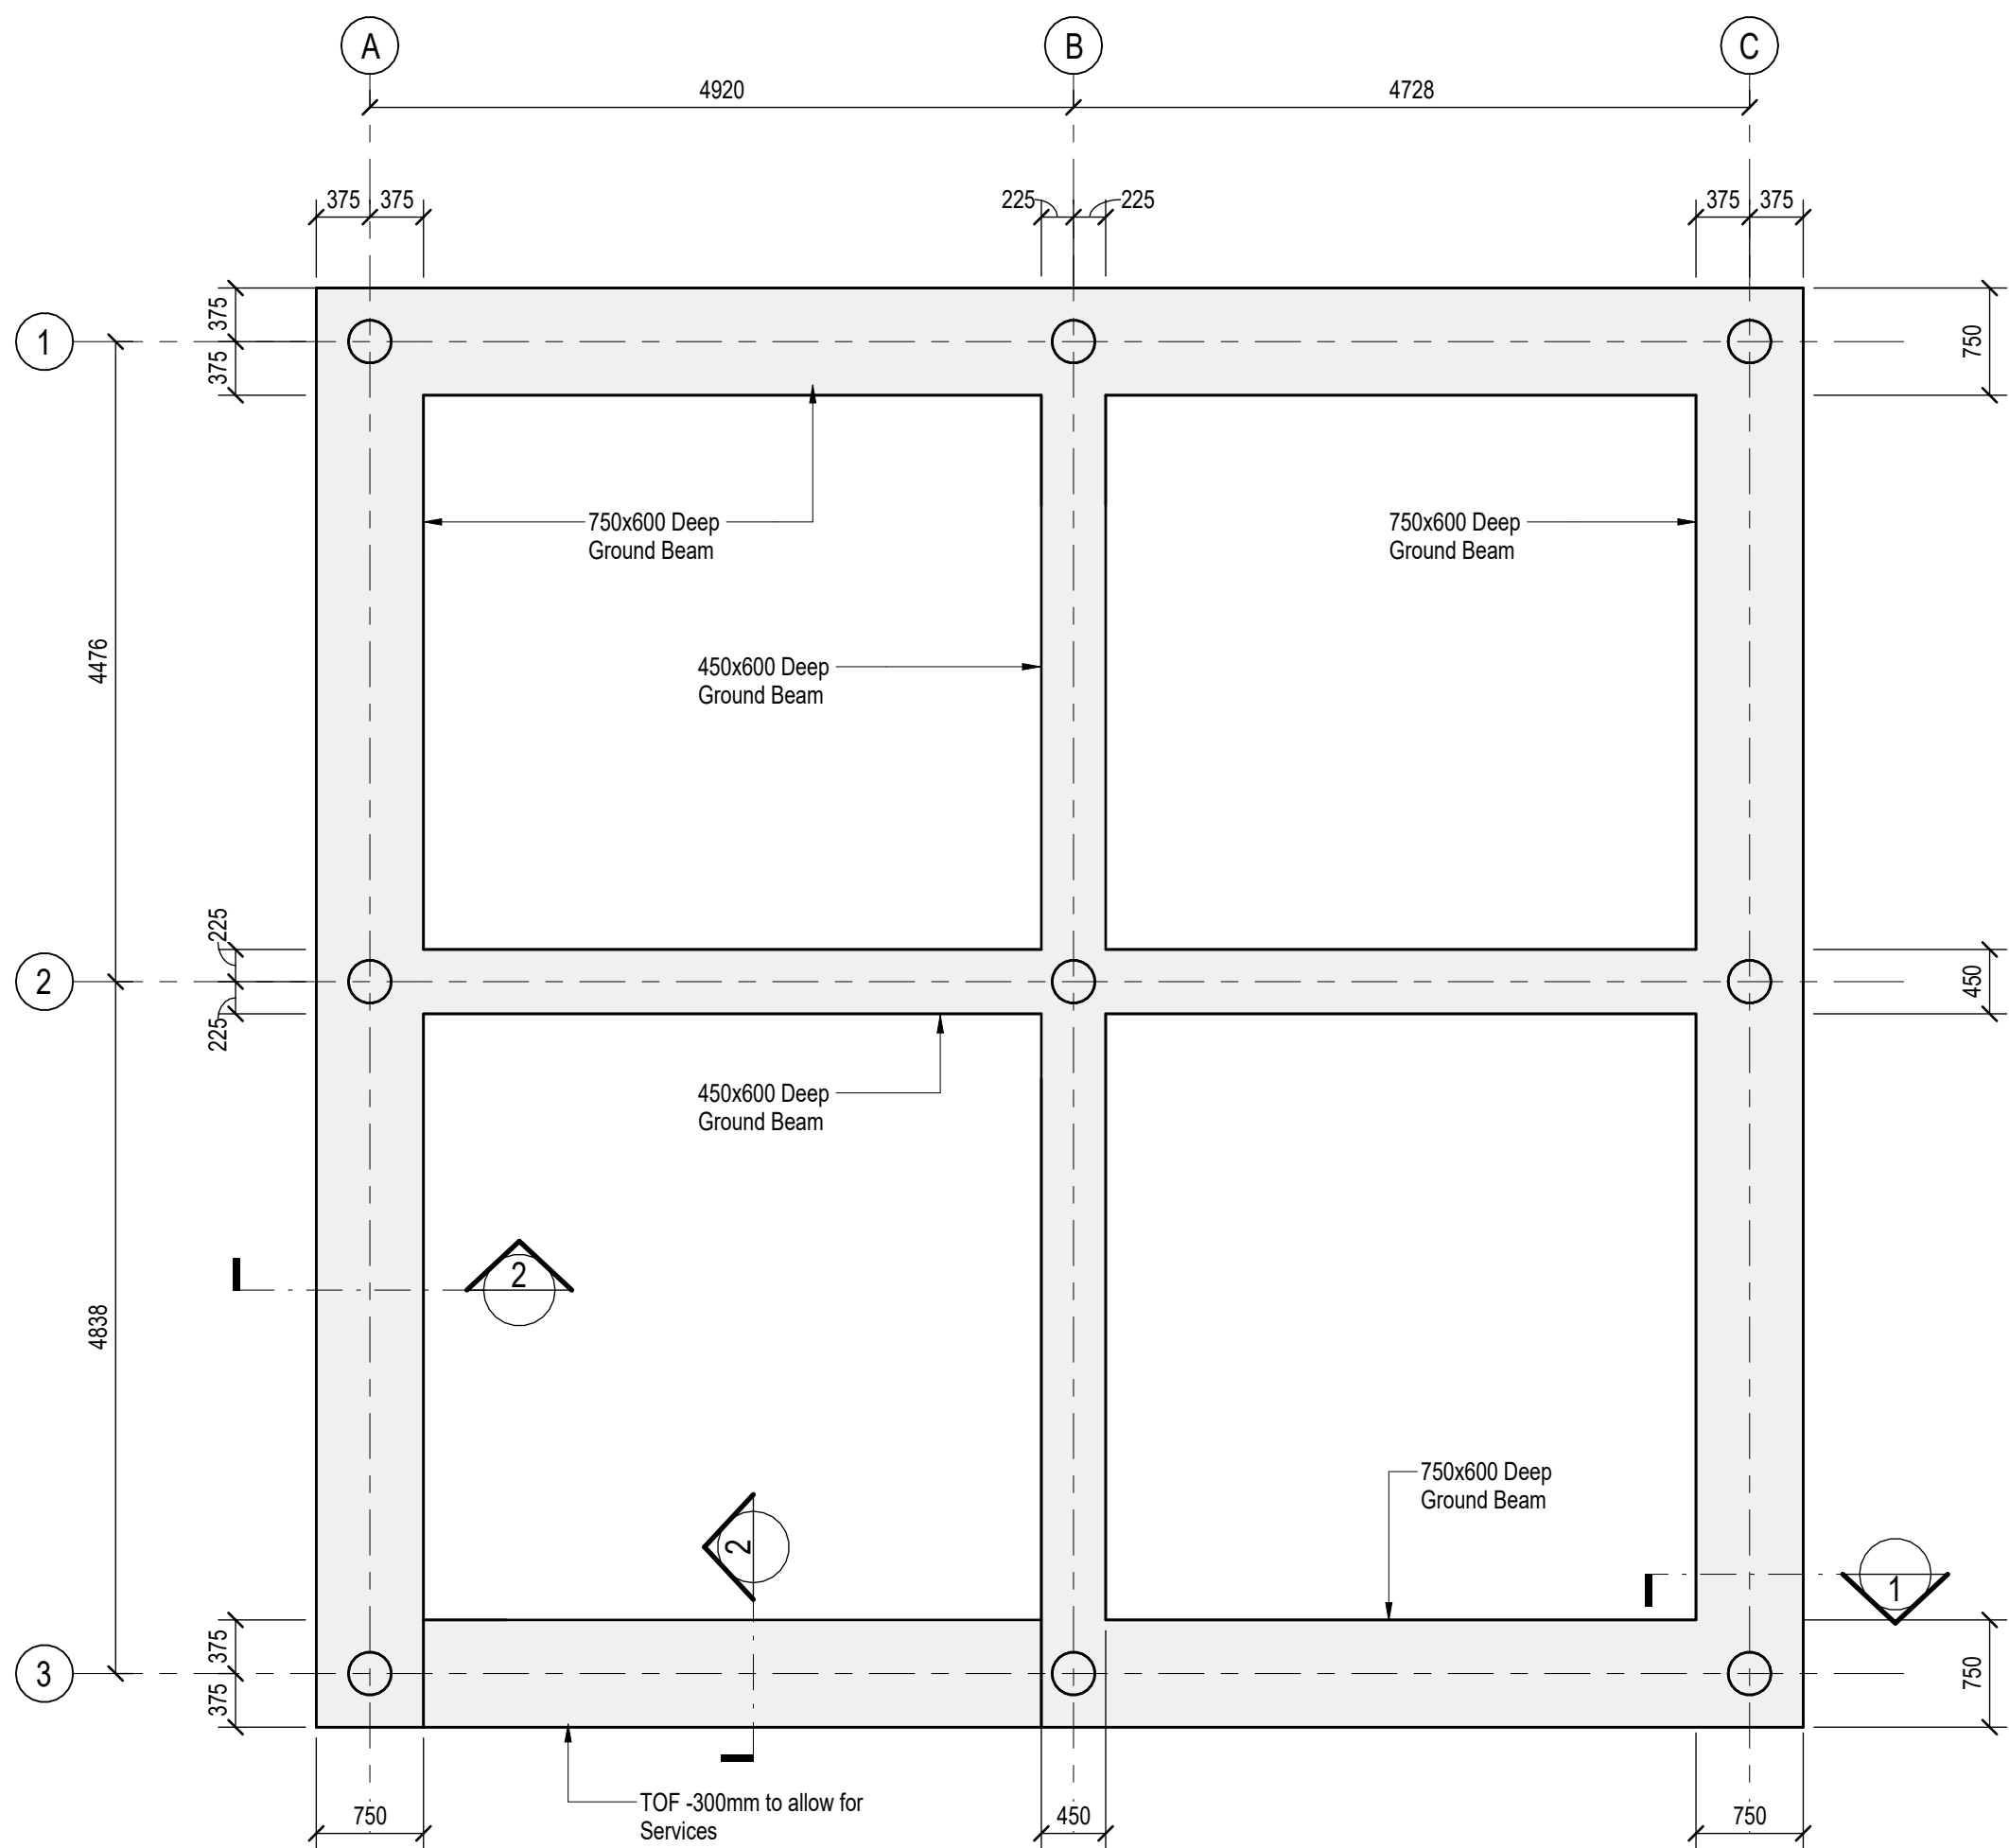 A
B
C
4920
4728
375
375
225
225
375
375
375
1
375
750
750x600 Deep
Ground Beam
750x600 Deep
Ground Beam
4476
450x600 Deep
Ground Beam
225
2
225
450
450x600 Deep
Ground Beam
2
4838
750x600 Deep
Ground Beam
2
1
375
3
375
750
TOF -300mm to allow for
Services
750
450
750